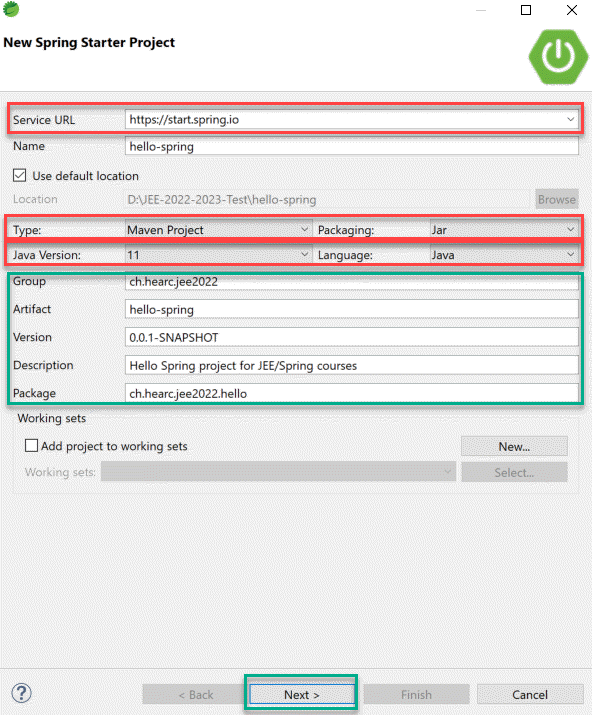 New Spring Starter Project
Service URL https://start.spring.io
Name hello-spring
Use default location
Location D:\JEE-2022-2023-Test\hello-spring Browse
Type: Maven Project Packaging: Jar
Java Version: 11 Language: Java
Group ch.hearc.jee2022
Artifact hello-spring
Version 0.0.1-SNAPSHOT
Description Hello Spring project for JEE/Spring courses
Package ch.hearc.jee2022.hello
Working sets
Add project to working sets New...
Working sets: Select...
? < Back Next > Finish Cancel